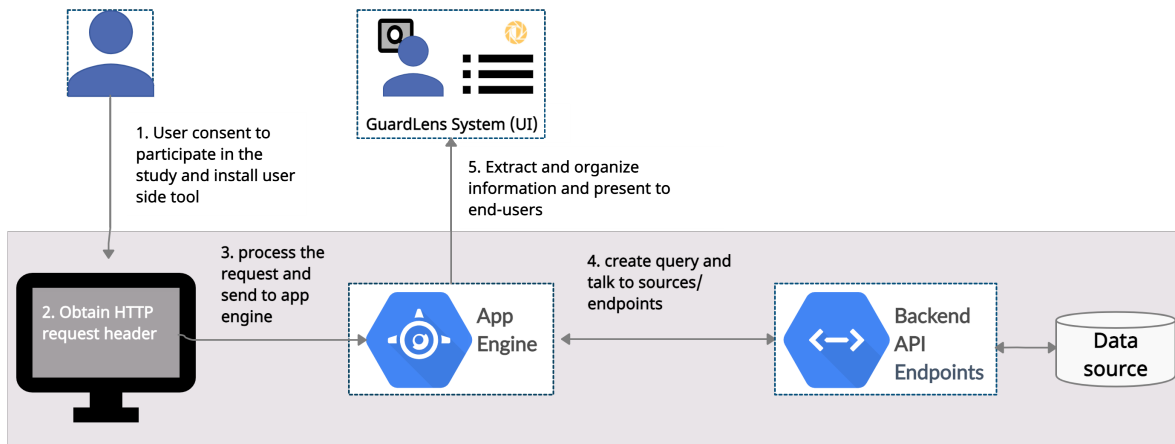 1. User consent to
participate in the
study and install user
side tool
GuardLens System (UI)
5. Extract and organize
information and present to
end-users
2. Obtain HTTP
request header
3. process the
request and
send to app
engine
App
Engine
4. create query and
talk to sources/
endpoints
Backend
API
Endpoints
Data
source